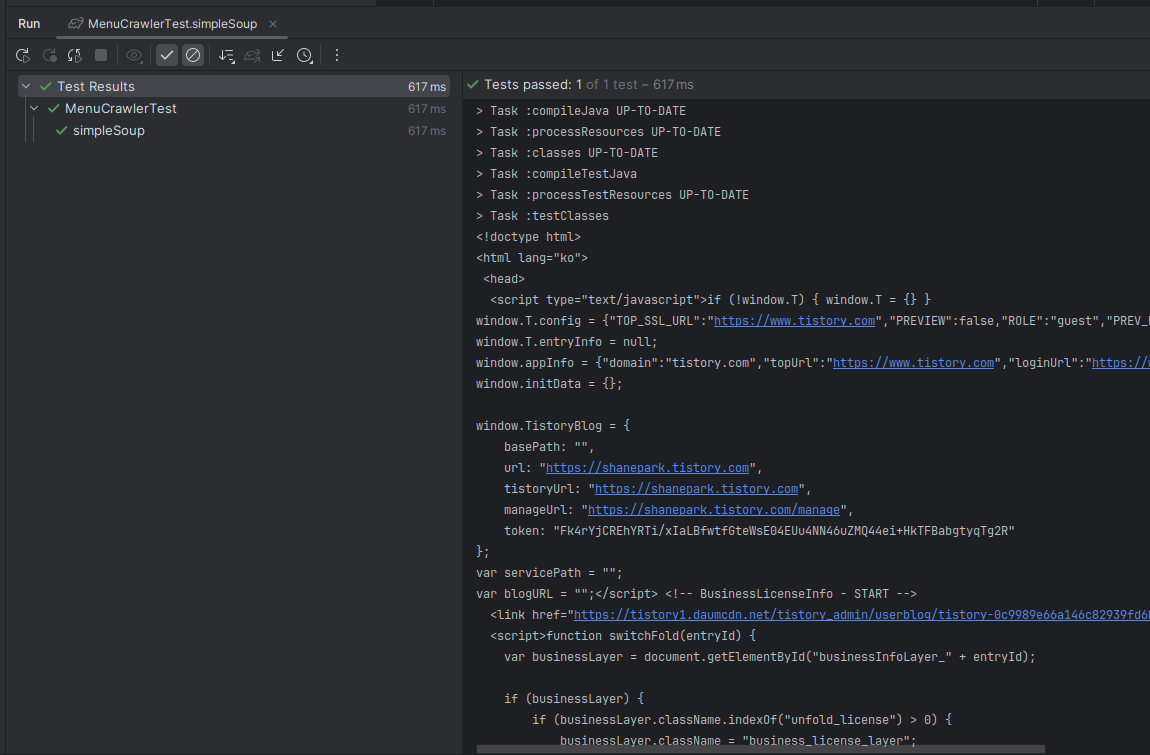 Run MenuCrawlerTest.simpleSoup
Test Results 617 ms
MenuCrawlerTest 617 ms
simpleSoup 617 ms
Tests passed: 1 of 1 test – 617 ms
> Task :compileJava UP-TO-DATE
> Task :processResources UP-TO-DATE
> Task :classes UP-TO-DATE
> Task :compileTestJava
> Task :processTestResources UP-TO-DATE
> Task :testClasses
<!doctype html>
<html lang="ko">
<head>
<script type="text/javascript">if (!window.T) { window.T = {} }
window.T.config = {"TOP_SSL_URL":"https://www.tistory.com","PREVIEW":false,"ROLE":"guest","PREV_
window.T.entryInfo = null;
window.appInfo = {"domain":"tistory.com","topUrl":"https://www.tistory.com","loginUrl":"https://
window.initData = {};
window.TistoryBlog = {
basePath: "",
url: "https://shanepark.tistory.com",
tistoryUrl: "https://shanepark.tistory.com",
manageUrl: "https://shanepark.tistory.com/manage",
token: "Fk4rYjCREhYRTi/xIaLBfwtfGteWsE04EUu4NN46uZMQ44ei+HkTFBabgtyqTg2R"
};
var servicePath = "";
var blogURL = "";</script> <!-- BusinessLicenseInfo - START -->
<link href="https://tistory1.daumcdn.net/tistory_admin/userblog/tistory-0c9989e66a146c82939fd6
<script>function switchFold(entryId) {
var businessLayer = document.getElementById("businessInfoLayer_" + entryId);
if (businessLayer) {
if (businessLayer.className.indexOf("unfold_license") > 0) {
businessLayer.className = "business_license_layer";